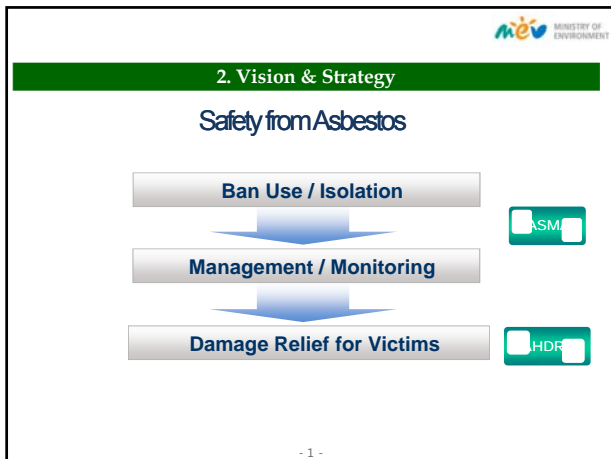 mev MINISTRY OF
ENVIRONMENT
2. Vision & Strategy
Safety from Asbestos
Ban Use / Isolation
Management / Monitoring
Damage Relief for Victims
- 1 -